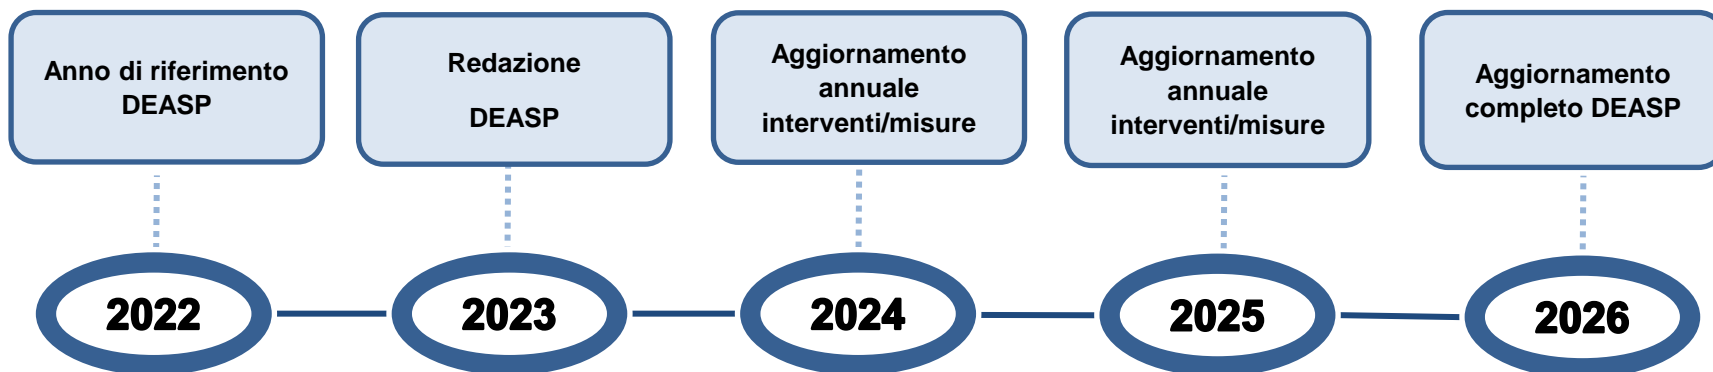 Anno di riferimento
DEASP
Redazione
DEASP
Aggiornamento
annuale
interventi/misure
Aggiornamento
annuale
interventi/misure
Aggiornamento
completo DEASP
2022
2023
2024
2025
2026